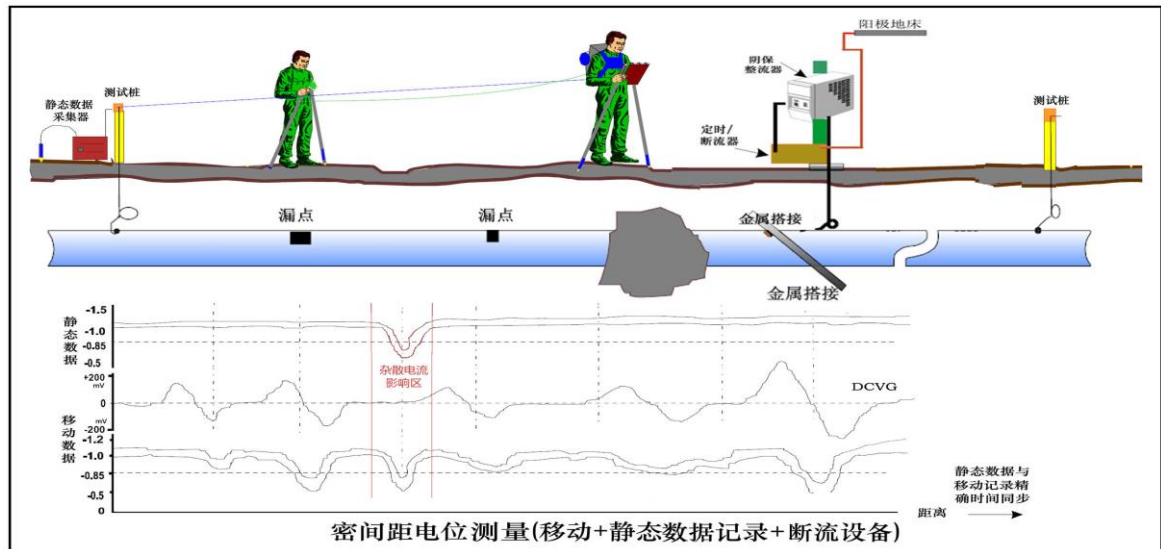 阳极地床
阴保
整流器
静态数据
采集器
测试桩
定时/
断流器
测试桩
漏点
漏点
金属搭接
金属搭接
静态数据
-1.5
-1.0
-0.85
-0.5
杂散电流
影响区
+200
mV
0
mV
-200
DCVG
移动数据
-1.2
-1.0
-0.85
-0.5
0
静态数据与
移动记录精
确时间同步
距离
密间距电位测量(移动+静态数据记录+断流设备)